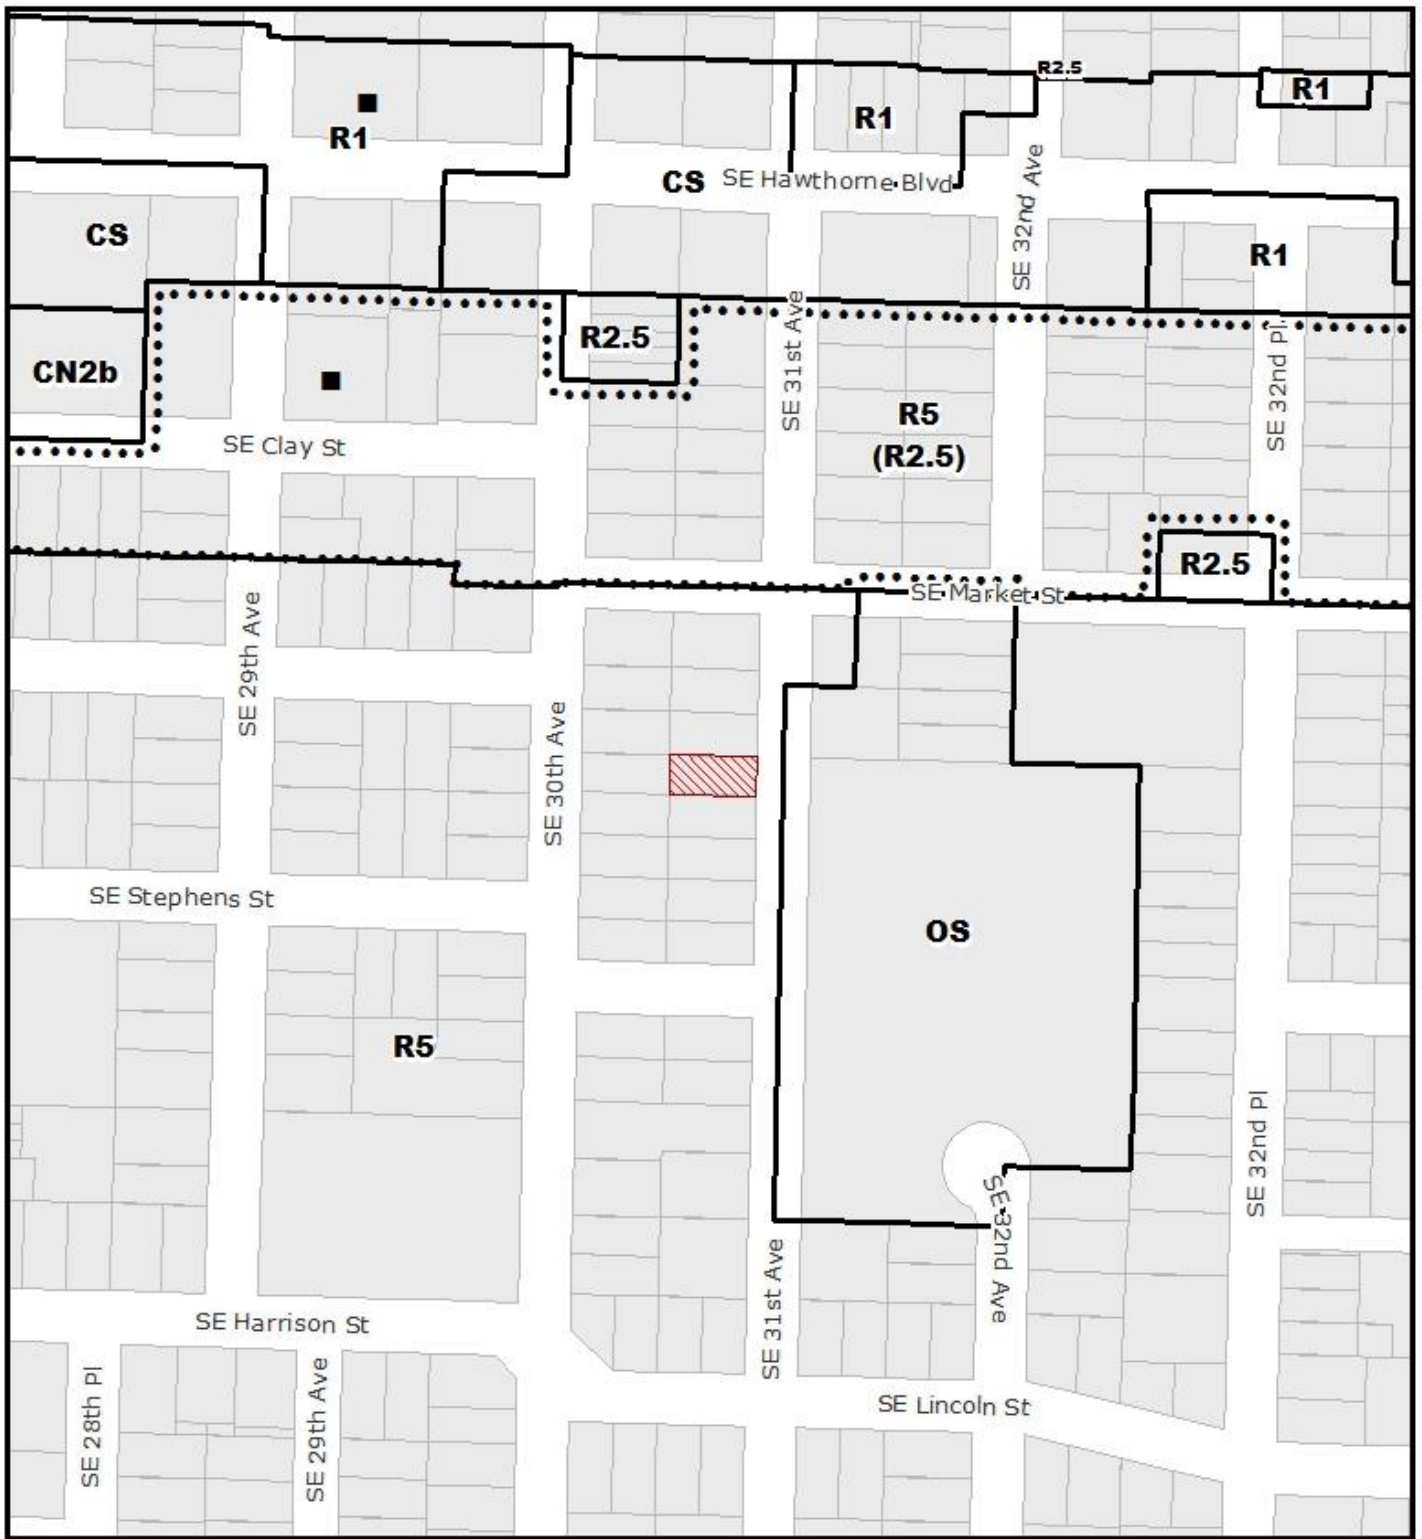 R2.5
R1
R1
R1
CS
SE Hawthorne Blvd
SE 32nd Ave
CS
R1
R2.5
SE 31st Ave
SE 32nd Pl
CN2b
R5
(R2.5)
SE Clay St
R2.5
SE Market St
SE 29th Ave
SE 30th Ave
SE Stephens St
OS
R5
SE 32nd Pl
SE 32nd Ave
SE 31st Ave
SE Harrison St
SE Lincoln St
SE 28th Pl
SE 29th Ave